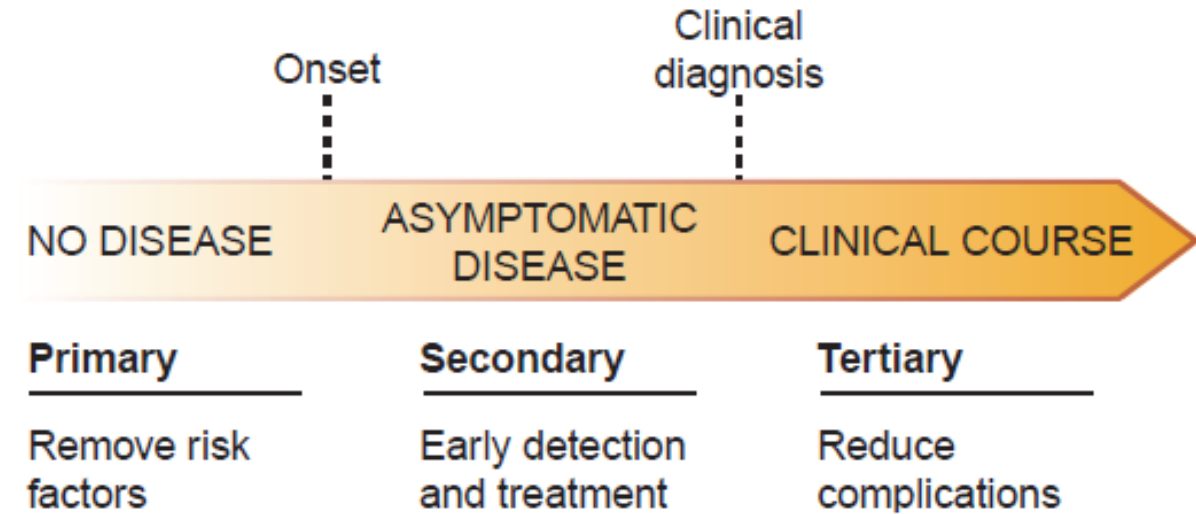 Onset
Clinical
diagnosis
NO DISEASE
ASYMPTOMATIC
DISEASE
CLINICAL COURSE
Primary
Remove risk
factors
Secondary
Early detection
and treatment
Tertiary
Reduce
complications